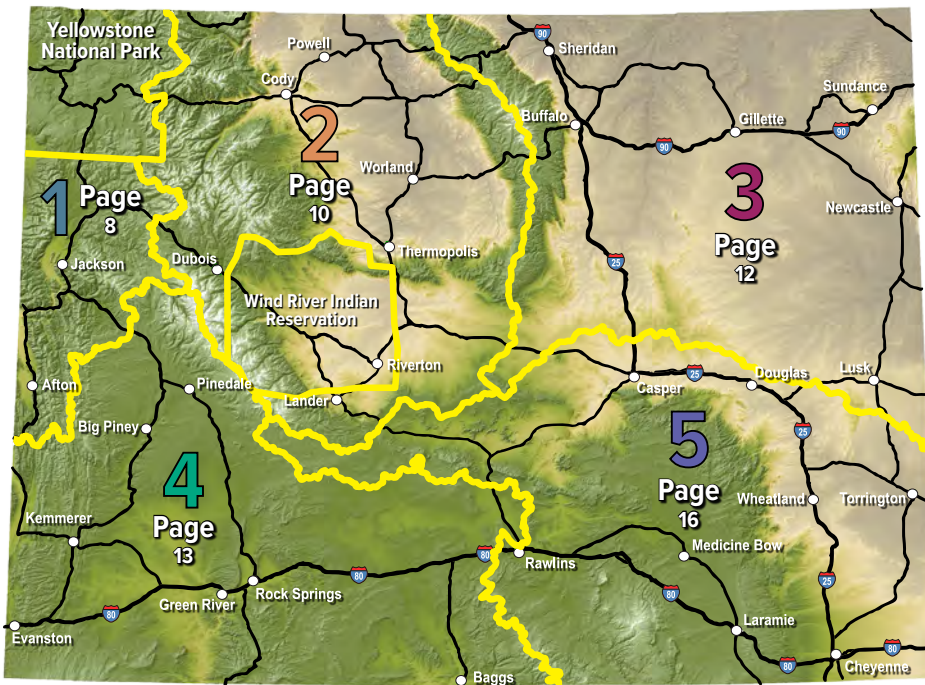 Yellowstone
National Park
Powell
90
Sheridan
Cody
Sundance
2
Buffalo
Gillette
90
90
Page
10
Worland
1
Page
8
3
Newcastle
Page
12
Thermopolis
Dubois
Jackson
25
Wind River Indian
Reservation
Riverton
Afton
Pinedale
Casper
25
Douglas
Lusk
Lander
Big Piney
5
25
4
Page
16
Wheatland
Torrington
Kemmerer
Page
13
80
Rawlins
Medicine Bow
80
Rock Springs
Green River
80
25
80
Evanston
Laramie
80
80
Cheyenne
Baggs